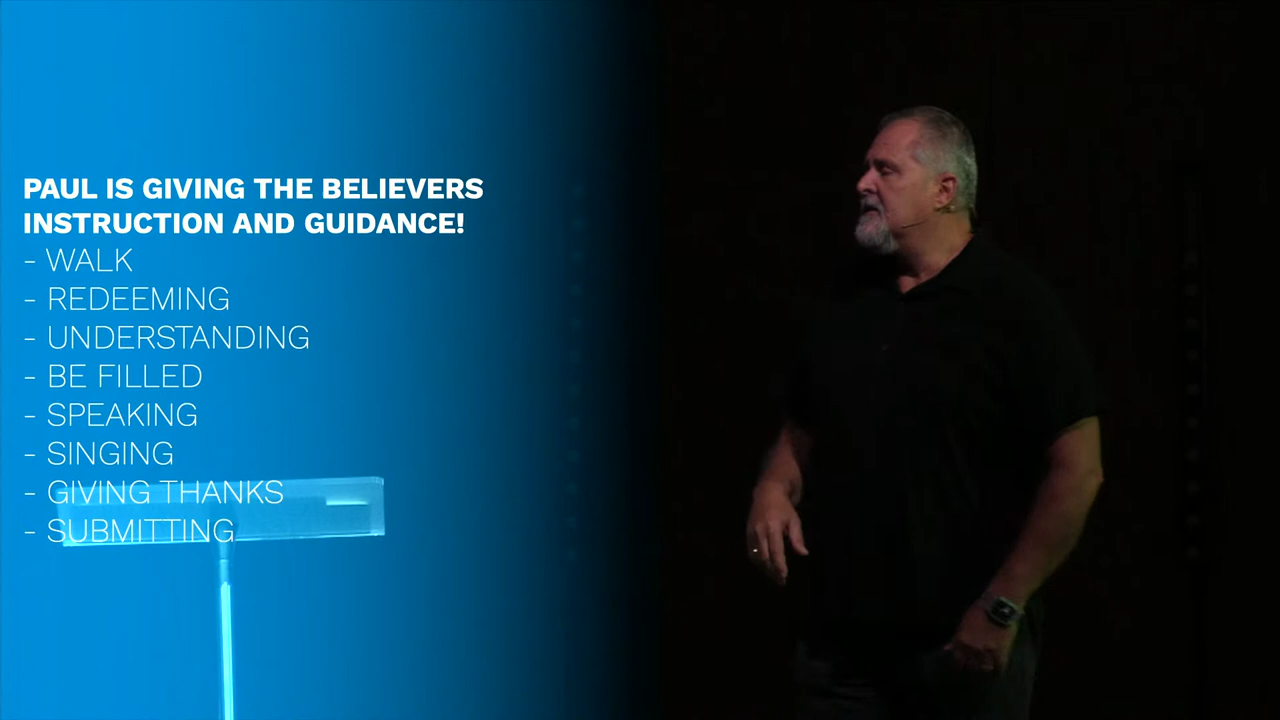 PAUL IS GIVING THE BELIEVERS
INSTRUCTION AND GUIDANCE!
- WALK
- REDEEMING
- UNDERSTANDING
- BE FILLED
- SPEAKING
- SINGING
- GIVING THANKS
- SUBMITTING